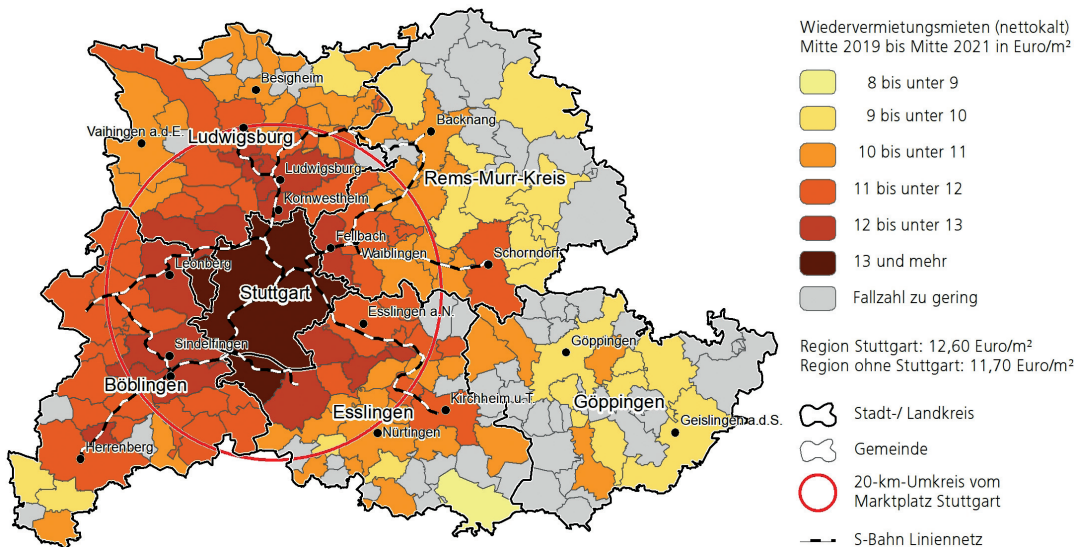 Wiedervermietungsmieten (nettokalt)
Mitte 2019 bis Mitte 2021 in Euro/m²
8 bis unter 9
9 bis unter 10
10 bis unter 11
11 bis unter 12
12 bis unter 13
13 und mehr
Fallzahl zu gering
Region Stuttgart: 12,60 Euro/m²
Region ohne Stuttgart: 11,70 Euro/m²
Stadt-/ Landkreis
Gemeinde
20-km-Umkreis vom
Marktplatz Stuttgart
S-Bahn Liniennetz
Besigheim
Vaihingen a.d.E.
Ludwigsburg
Backnang
Ludwigsburg
Rems-Murr-Kreis
Kornwestheim
Fellbach
Waiblingen
Schorndorf
Leonberg
Stuttgart
Esslingen a.N.
Sindelfingen
Göppingen
Böblingen
Göppingen
Esslingen
Kirchheim u.T.
Geislingen a.d.S.
Nürtingen
Herrenberg